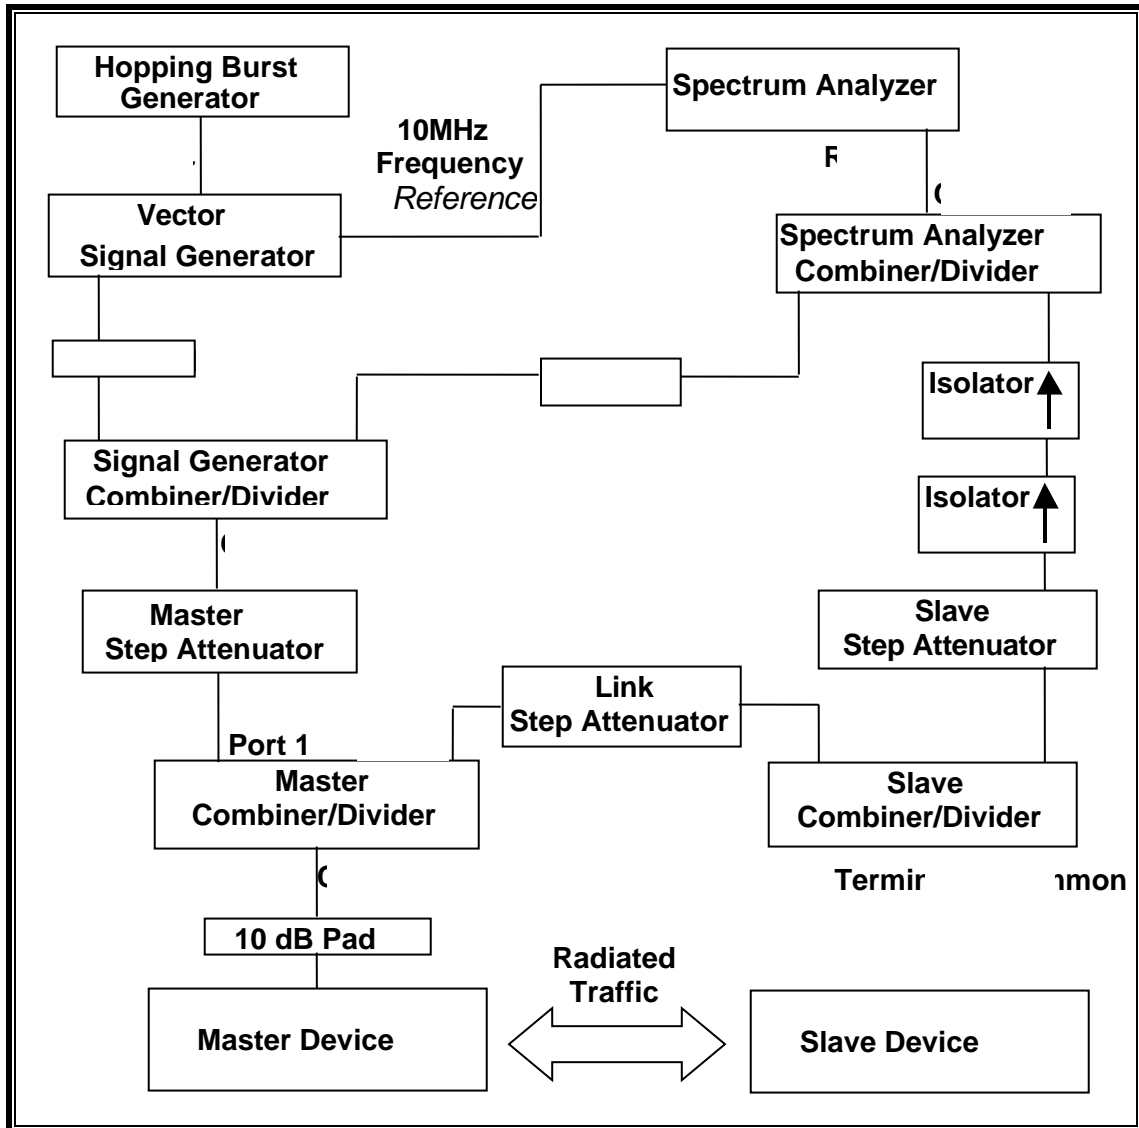 Hopping Burst
Generator
Spectrum Analyzer
10MHz
Frequency
Reference
R
Vector
Signal Generator
Spectrum Analyzer
Combiner/Divider
Isolator
Signal Generator
Combiner/Divider
Isolator
Master
Step Attenuator
Slave
Step Attenuator
Link
Step Attenuator
Port 1
Master
Combiner/Divider
Slave
Combiner/Divider
10 dB Pad
Radiated
Traffic
Master Device
Slave Device